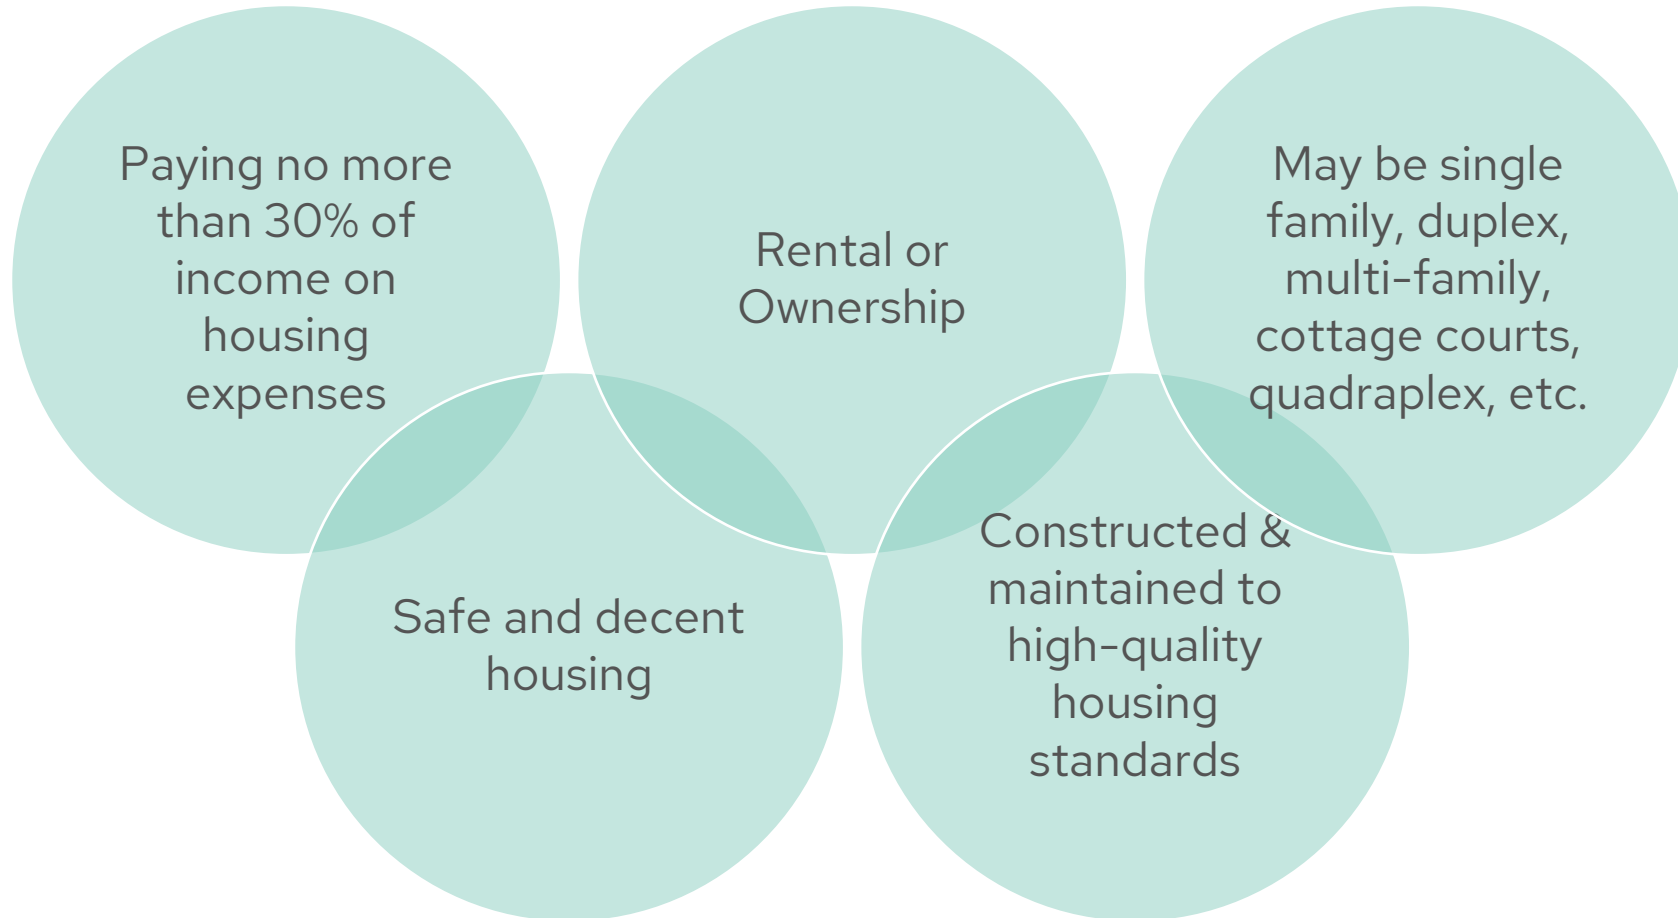 Paying no more
than 30% of
income on
housing
expenses
Safe and decent
housing
Rental or
Ownership
Constructed &
maintained to
high-quality
housing
standards
May be single
family, duplex,
multi-family,
cottage courts,
quadraplex, etc.